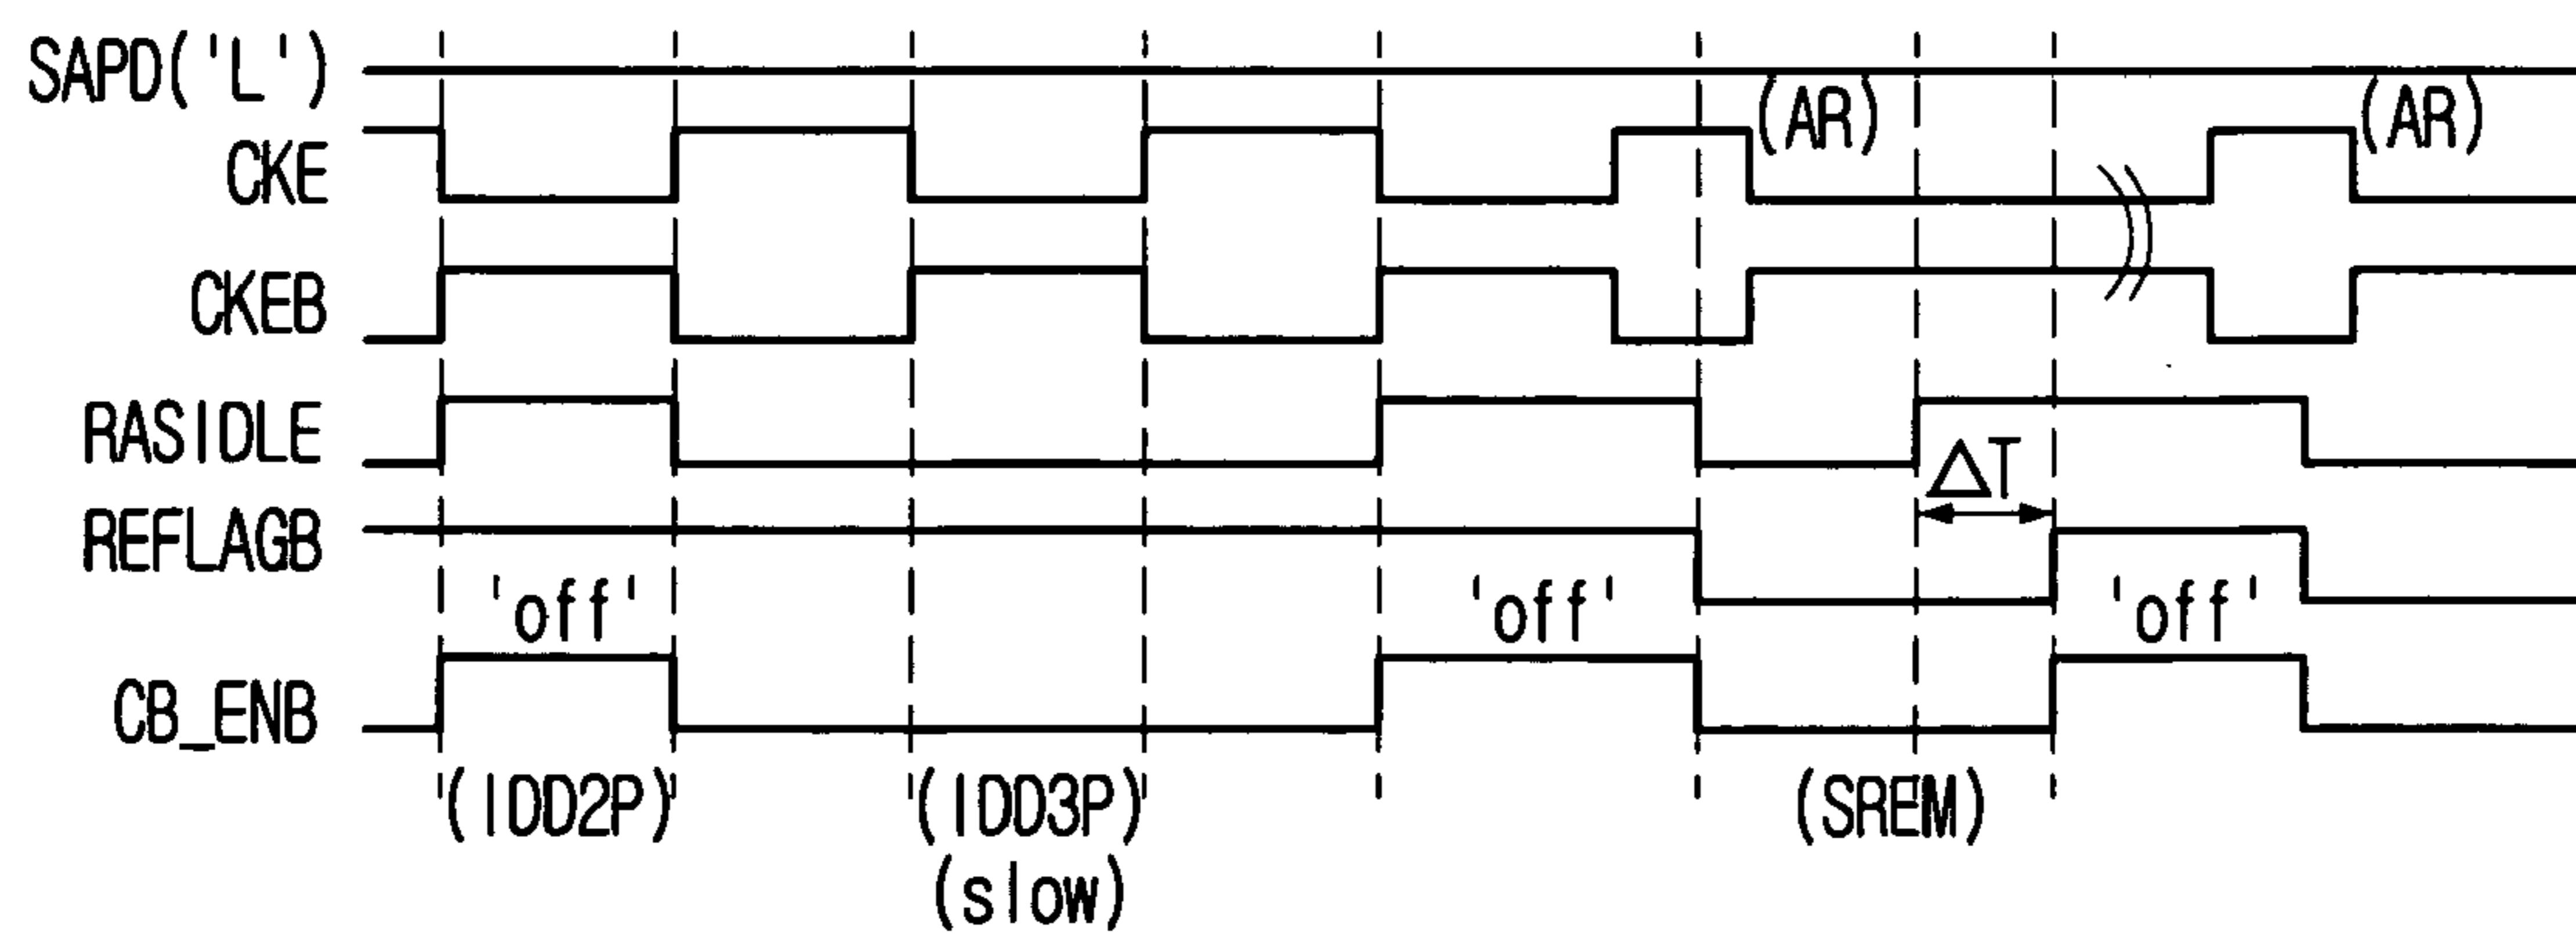 SAPD('L')
(AR)
(AR)
CKE
CKEB
RASIDLE
ΔT
REFLAGB
'off'
'off'
'off'
CB_ENB
(IDD2P)
(IDD3P)
(SREM)
(slow)